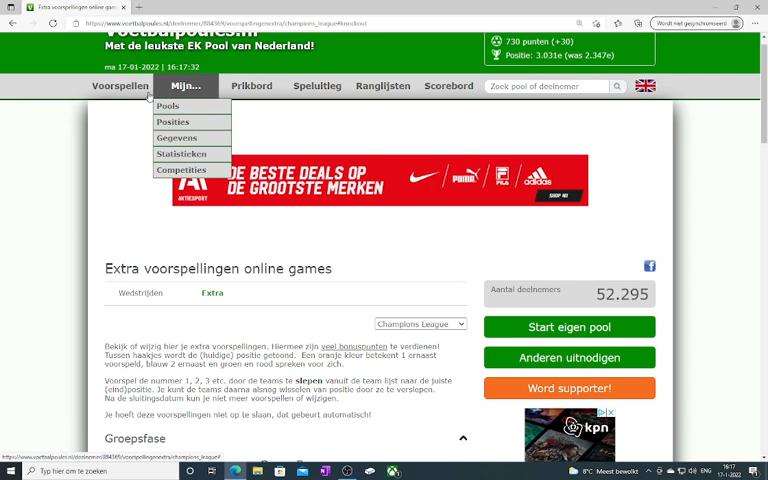 Extra voorspellingen online gam
https://www.voetbalpoules.nl/deelnemer/884369/voorspellingenextra/champions_league#knockout
Wordt niet gesynchroniseerd
Voetbalpoules.nl
Met de leukste EK Pool van Nederland!
730 punten (+30)
Positie: 3.031e (was 2.347e)
ma 17-01-2022 | 16:17:32
Voorspellen Mijn... Prikbord Speluitleg Ranglijsten Scorebord Zoek pool of deelnemer
Pools
Posities
Gegevens
Statistieken
Competities
AKTIESPORT DE BESTE DEALS OP DE GROOTSTE MERKEN PUMA FILA adidas SHOP NU
Extra voorspellingen online games
Wedstrijden Extra
Aantal deelnemers 52.295
Champions League
Start eigen pool
Bekijk of wijzig hier je extra voorspellingen. Hiermee zijn veel bonuspunten te verdienen!
Tussen haakjes wordt de (huidige) positie getoond. Een oranje kleur betekent 1 ernaast
voorspeld, blauw 2 ernaast en groen en rood spreken voor zich.
Anderen uitnodigen
Voorspel de nummer 1, 2, 3 etc. door de teams te slepen vanuit de team lijst naar de juiste
(eind)positie. Je kunt de teams daarna alsnog wisselen van positie door ze te verslepen.
Na de sluitingsdatum kun je niet meer voorspellen of wijzigen.
Word supporter!
Je hoeft deze voorspellingen niet op te slaan, dat gebeurt automatisch!
kpn
Groepsfase
https://www.voetbalpoules.nl/deelnemer/884369/voorspellingenextra/champions_league#
Typ hier om te zoeken
8°C Meest bewolkt ENG 16:17
17-1-2022